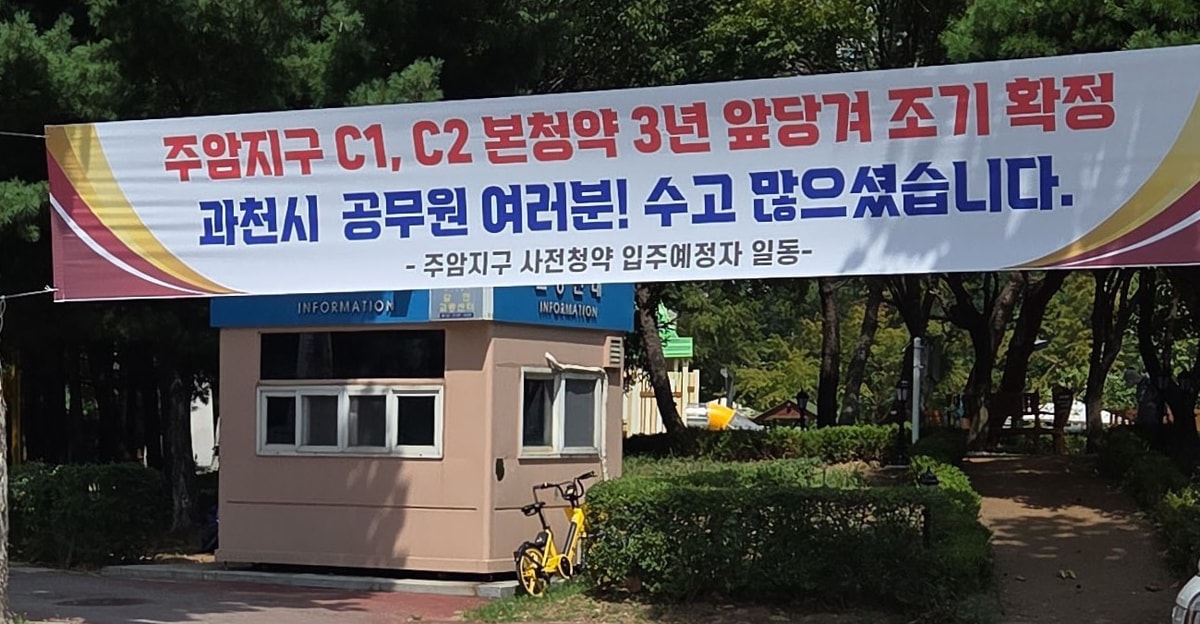 주암지구 C1, C2 본청약 3년 앞당겨 조기 확정
과천시 공무원 여러분! 수고 많으셨습니다.
- 주암지구 사전청약 입주예정자 일동-
INFORMATION
INFORMATION